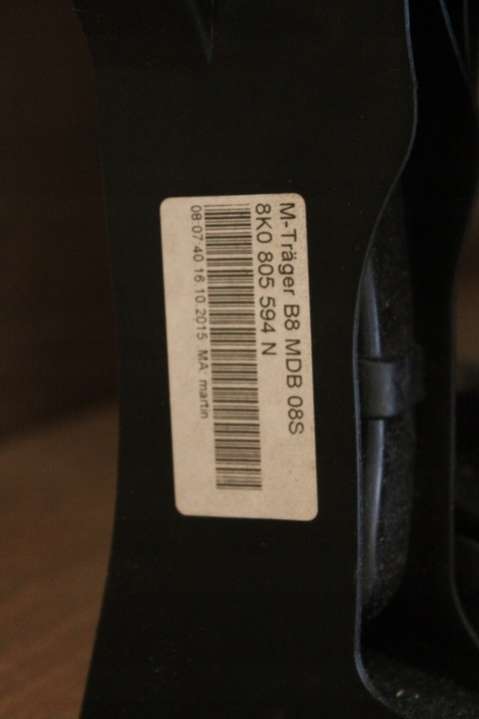 M-Träger B8 MDB 08S
8K0 805 594 N
08:07:40 16.10.2015 MA: martin